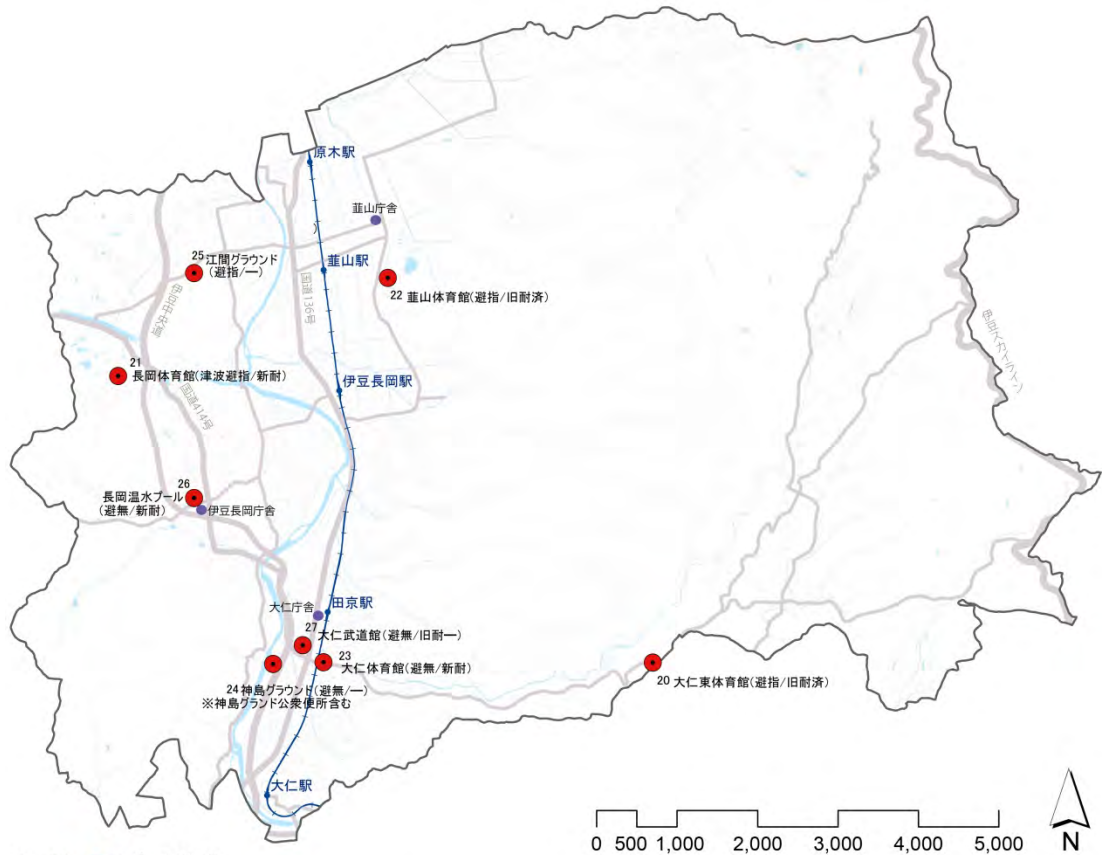 原木駅
韮山庁舎
25 江間グラウンド
(避指/ー)
韮山駅
国道136号
22 韮山体育館(避指/旧耐済)
伊豆中央道
伊豆スカイライン
21
長岡体育館(津波避指/新耐)
伊豆長岡駅
国道414号
26
長岡温水プール
(避無/新耐)
伊豆長岡庁舎
大仁庁舎
田京駅
27 大仁武道館(避無/旧耐ー)
23
大仁体育館(避無/新耐)
24 神島グラウンド(避無/ー)
※神島グランド公衆便所含む
20 大仁東体育館(避指/旧耐済)
大仁駅
0 500 1,000 2,000 3,000 4,000 5,000
N